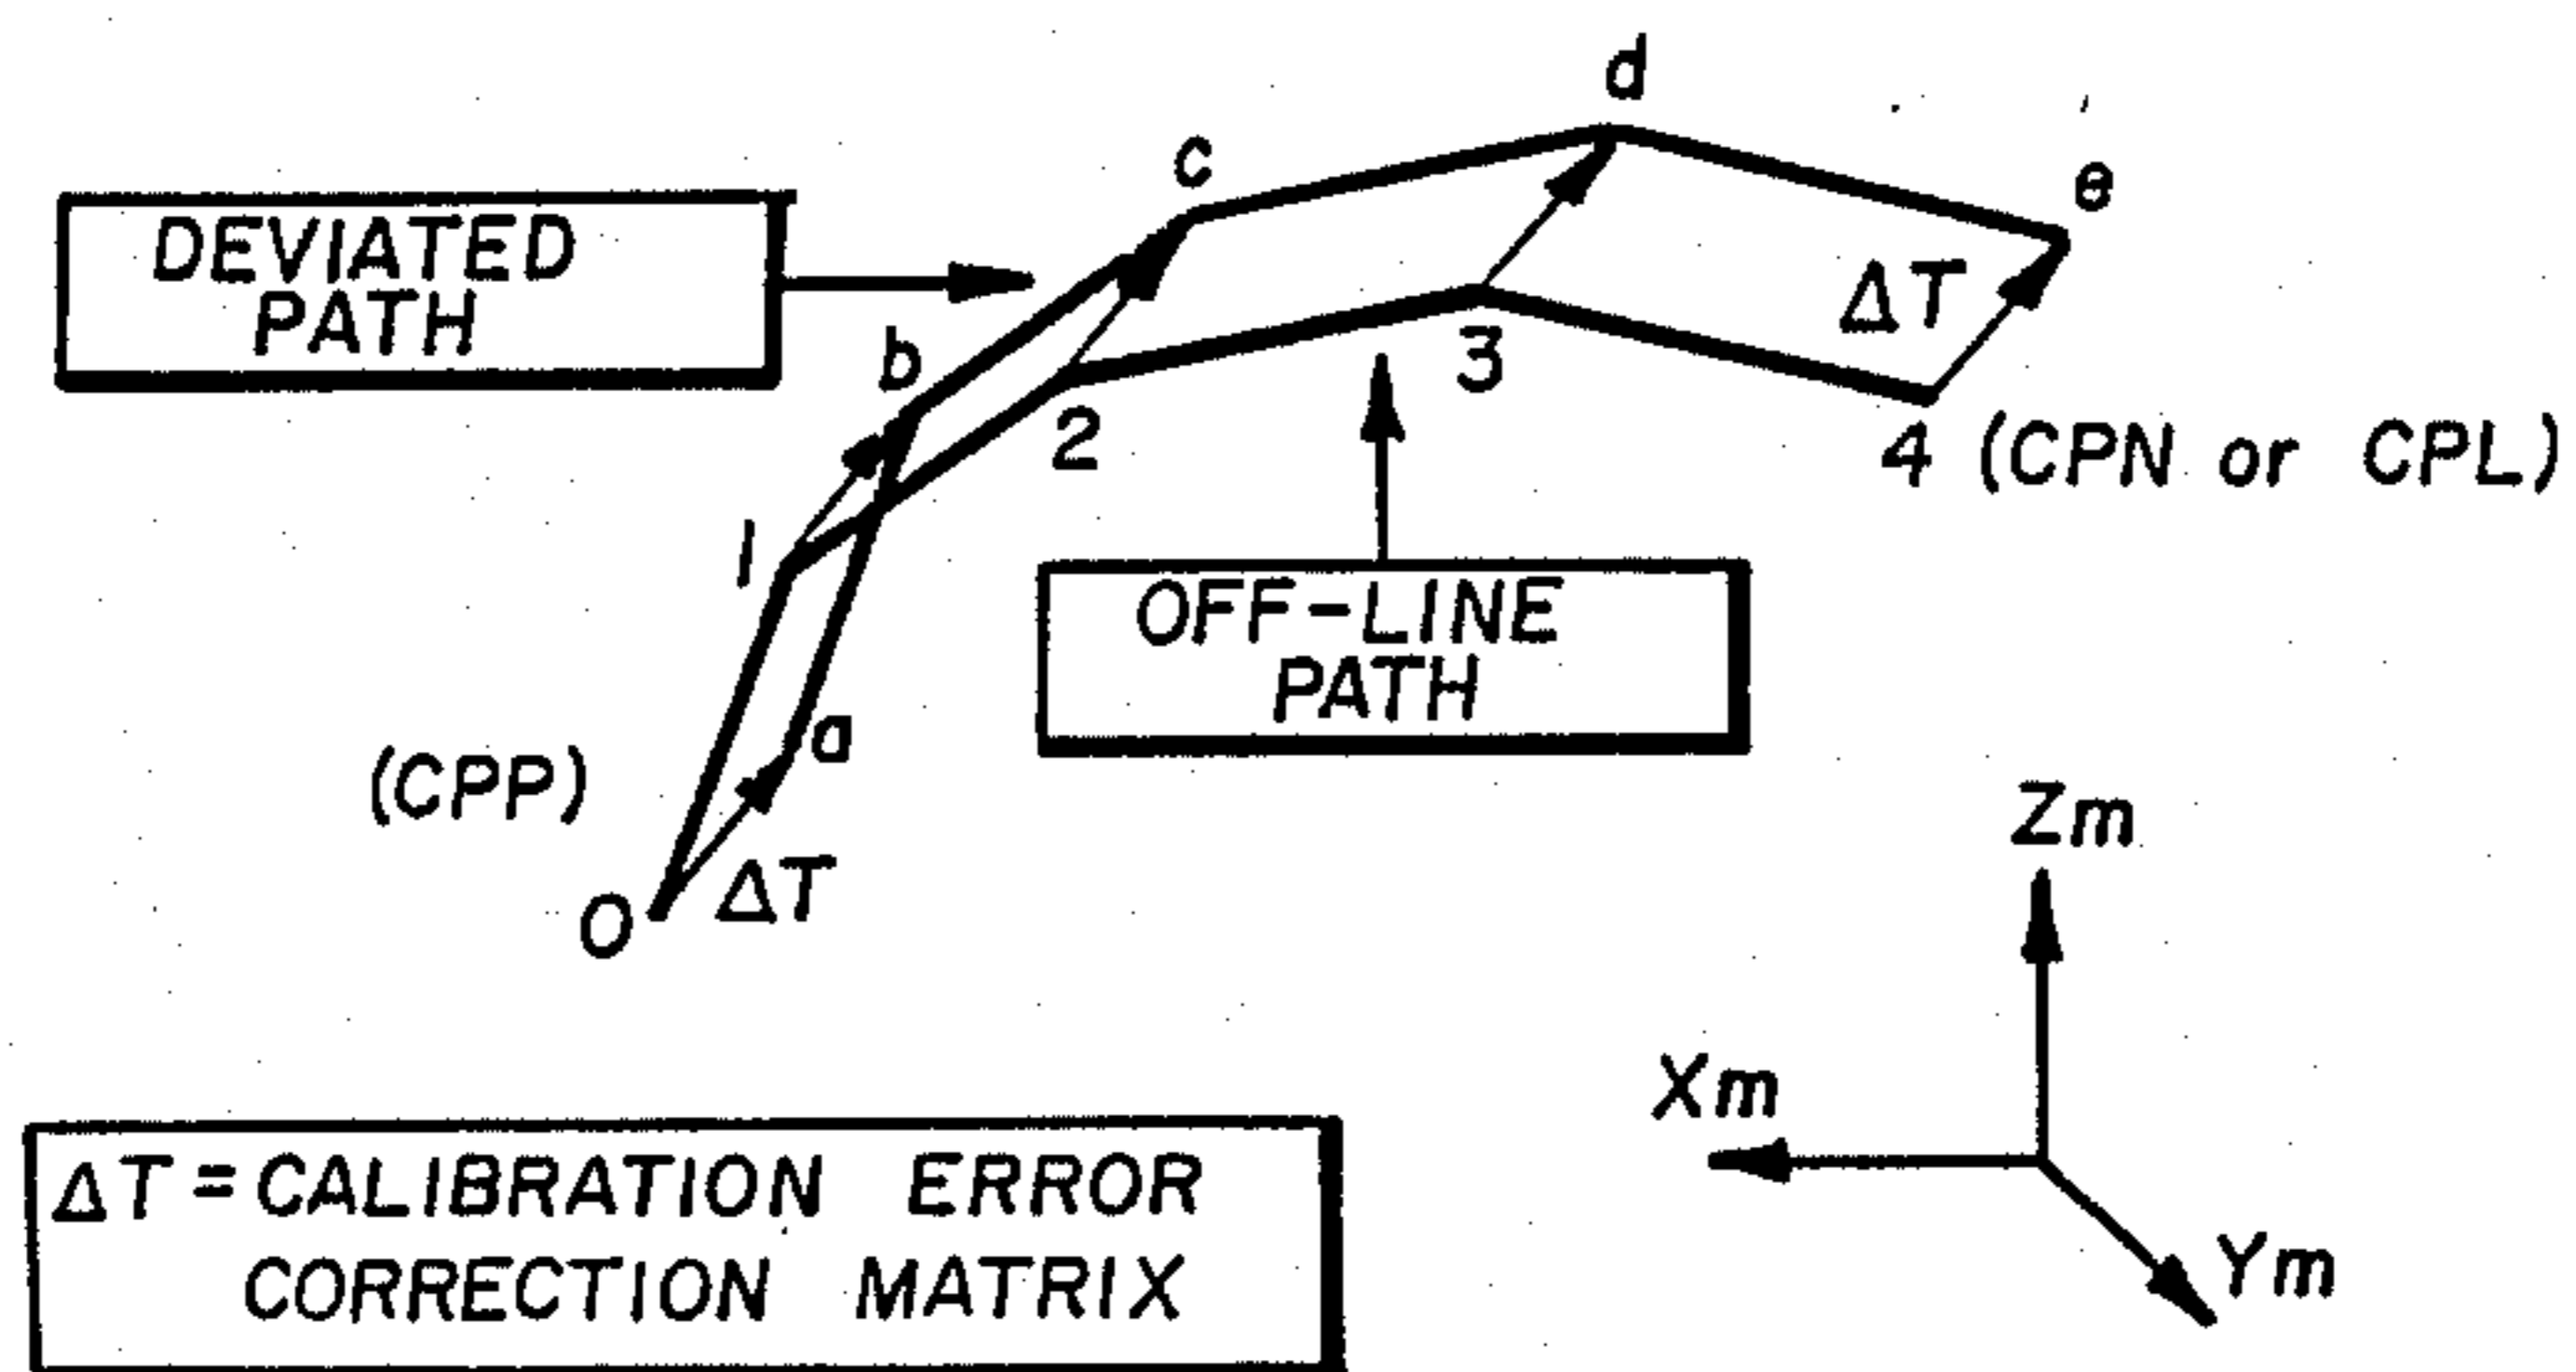 d
c
e
DEVIATED
PATH
b
ΔT
3
2
4 (CPN or CPL)
1
OFF-LINE
PATH
a
(CPP)
ΔT
0
Zm
Xm
Ym
ΔT = CALIBRATION ERROR
CORRECTION MATRIX